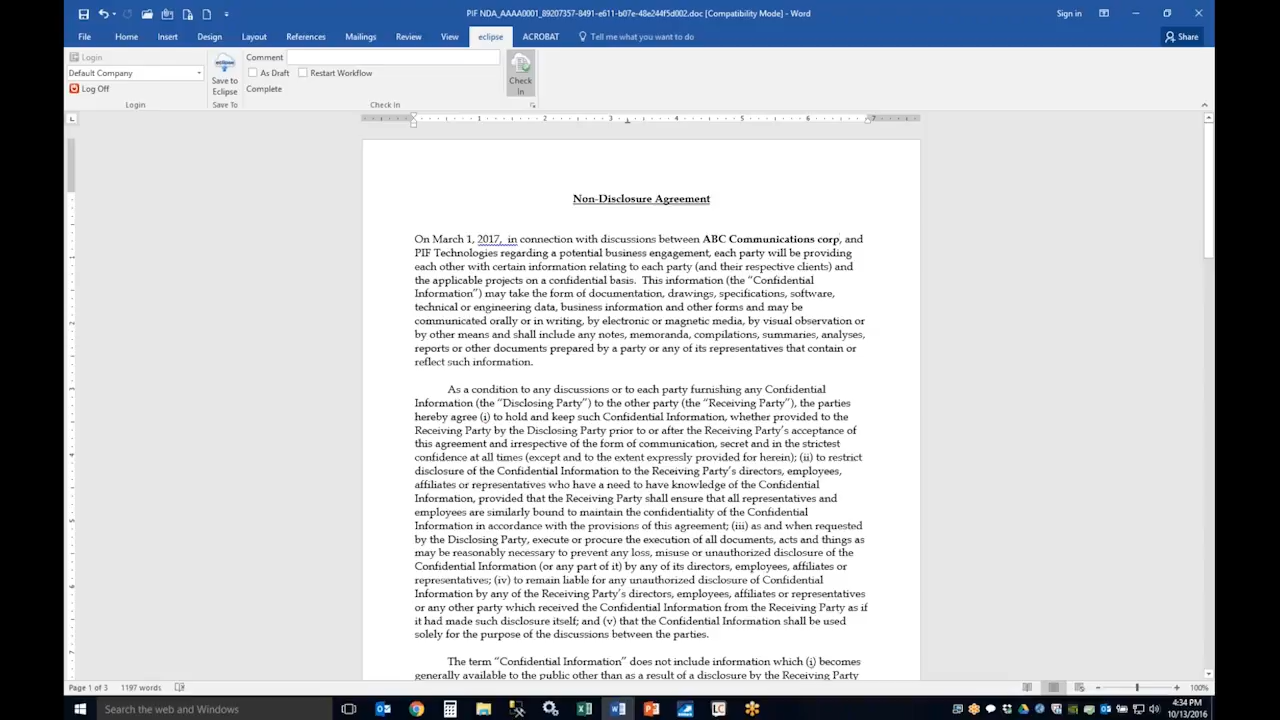 PIF NDA_AAAA0001_89207357-8491-e611-b07e-48e244f5d002.doc [Compatibility Mode] - Word
Sign in
File Home Insert Design Layout References Mailings Review View eclipse ACROBAT Tell me what you want to do Share
Login
Default Company
Log Off
Login
eclipse
Save to
Eclipse
Save To
Comment
As Draft Restart Workflow
Complete
Check In
Check
In
1 2 3 4 5 6 7
Non-Disclosure Agreement
On March 1, 2017, in connection with discussions between ABC Communications corp, and
PIF Technologies regarding a potential business engagement, each party will be providing
each other with certain information relating to each party (and their respective clients) and
the applicable projects on a confidential basis. This information (the “Confidential
Information”) may take the form of documentation, drawings, specifications, software,
technical or engineering data, business information and other forms and may be
communicated orally or in writing, by electronic or magnetic media, by visual observation or
by other means and shall include any notes, memoranda, compilations, summaries, analyses,
reports or other documents prepared by a party or any of its representatives that contain or
reflect such information.
As a condition to any discussions or to each party furnishing any Confidential
Information (the “Disclosing Party”) to the other party (the “Receiving Party”), the parties
hereby agree (i) to hold and keep such Confidential Information, whether provided to the
Receiving Party by the Disclosing Party prior to or after the Receiving Party’s acceptance of
this agreement and irrespective of the form of communication, secret and in the strictest
confidence at all times (except and to the extent expressly provided for herein); (ii) to restrict
disclosure of the Confidential Information to the Receiving Party’s directors, employees,
affiliates or representatives who have a need to have knowledge of the Confidential
Information, provided that the Receiving Party shall ensure that all representatives and
employees are similarly bound to maintain the confidentiality of the Confidential
Information in accordance with the provisions of this agreement; (iii) as and when requested
by the Disclosing Party, execute or procure the execution of all documents, acts and things as
may be reasonably necessary to prevent any loss, misuse or unauthorized disclosure of the
Confidential Information (or any part of it) by any of its directors, employees, affiliates or
representatives; (iv) to remain liable for any unauthorized disclosure of Confidential
Information by any of the Receiving Party’s directors, employees, affiliates or representatives
or any other party which received the Confidential Information from the Receiving Party as if
it had made such disclosure itself; and (v) that the Confidential Information shall be used
solely for the purpose of the discussions between the parties.
The term “Confidential Information” does not include information which (i) becomes
generally available to the public other than as a result of a disclosure by the Receiving Party
Page 1 of 3 1197 words
100%
Search the web and Windows
4:34 PM
10/13/2016